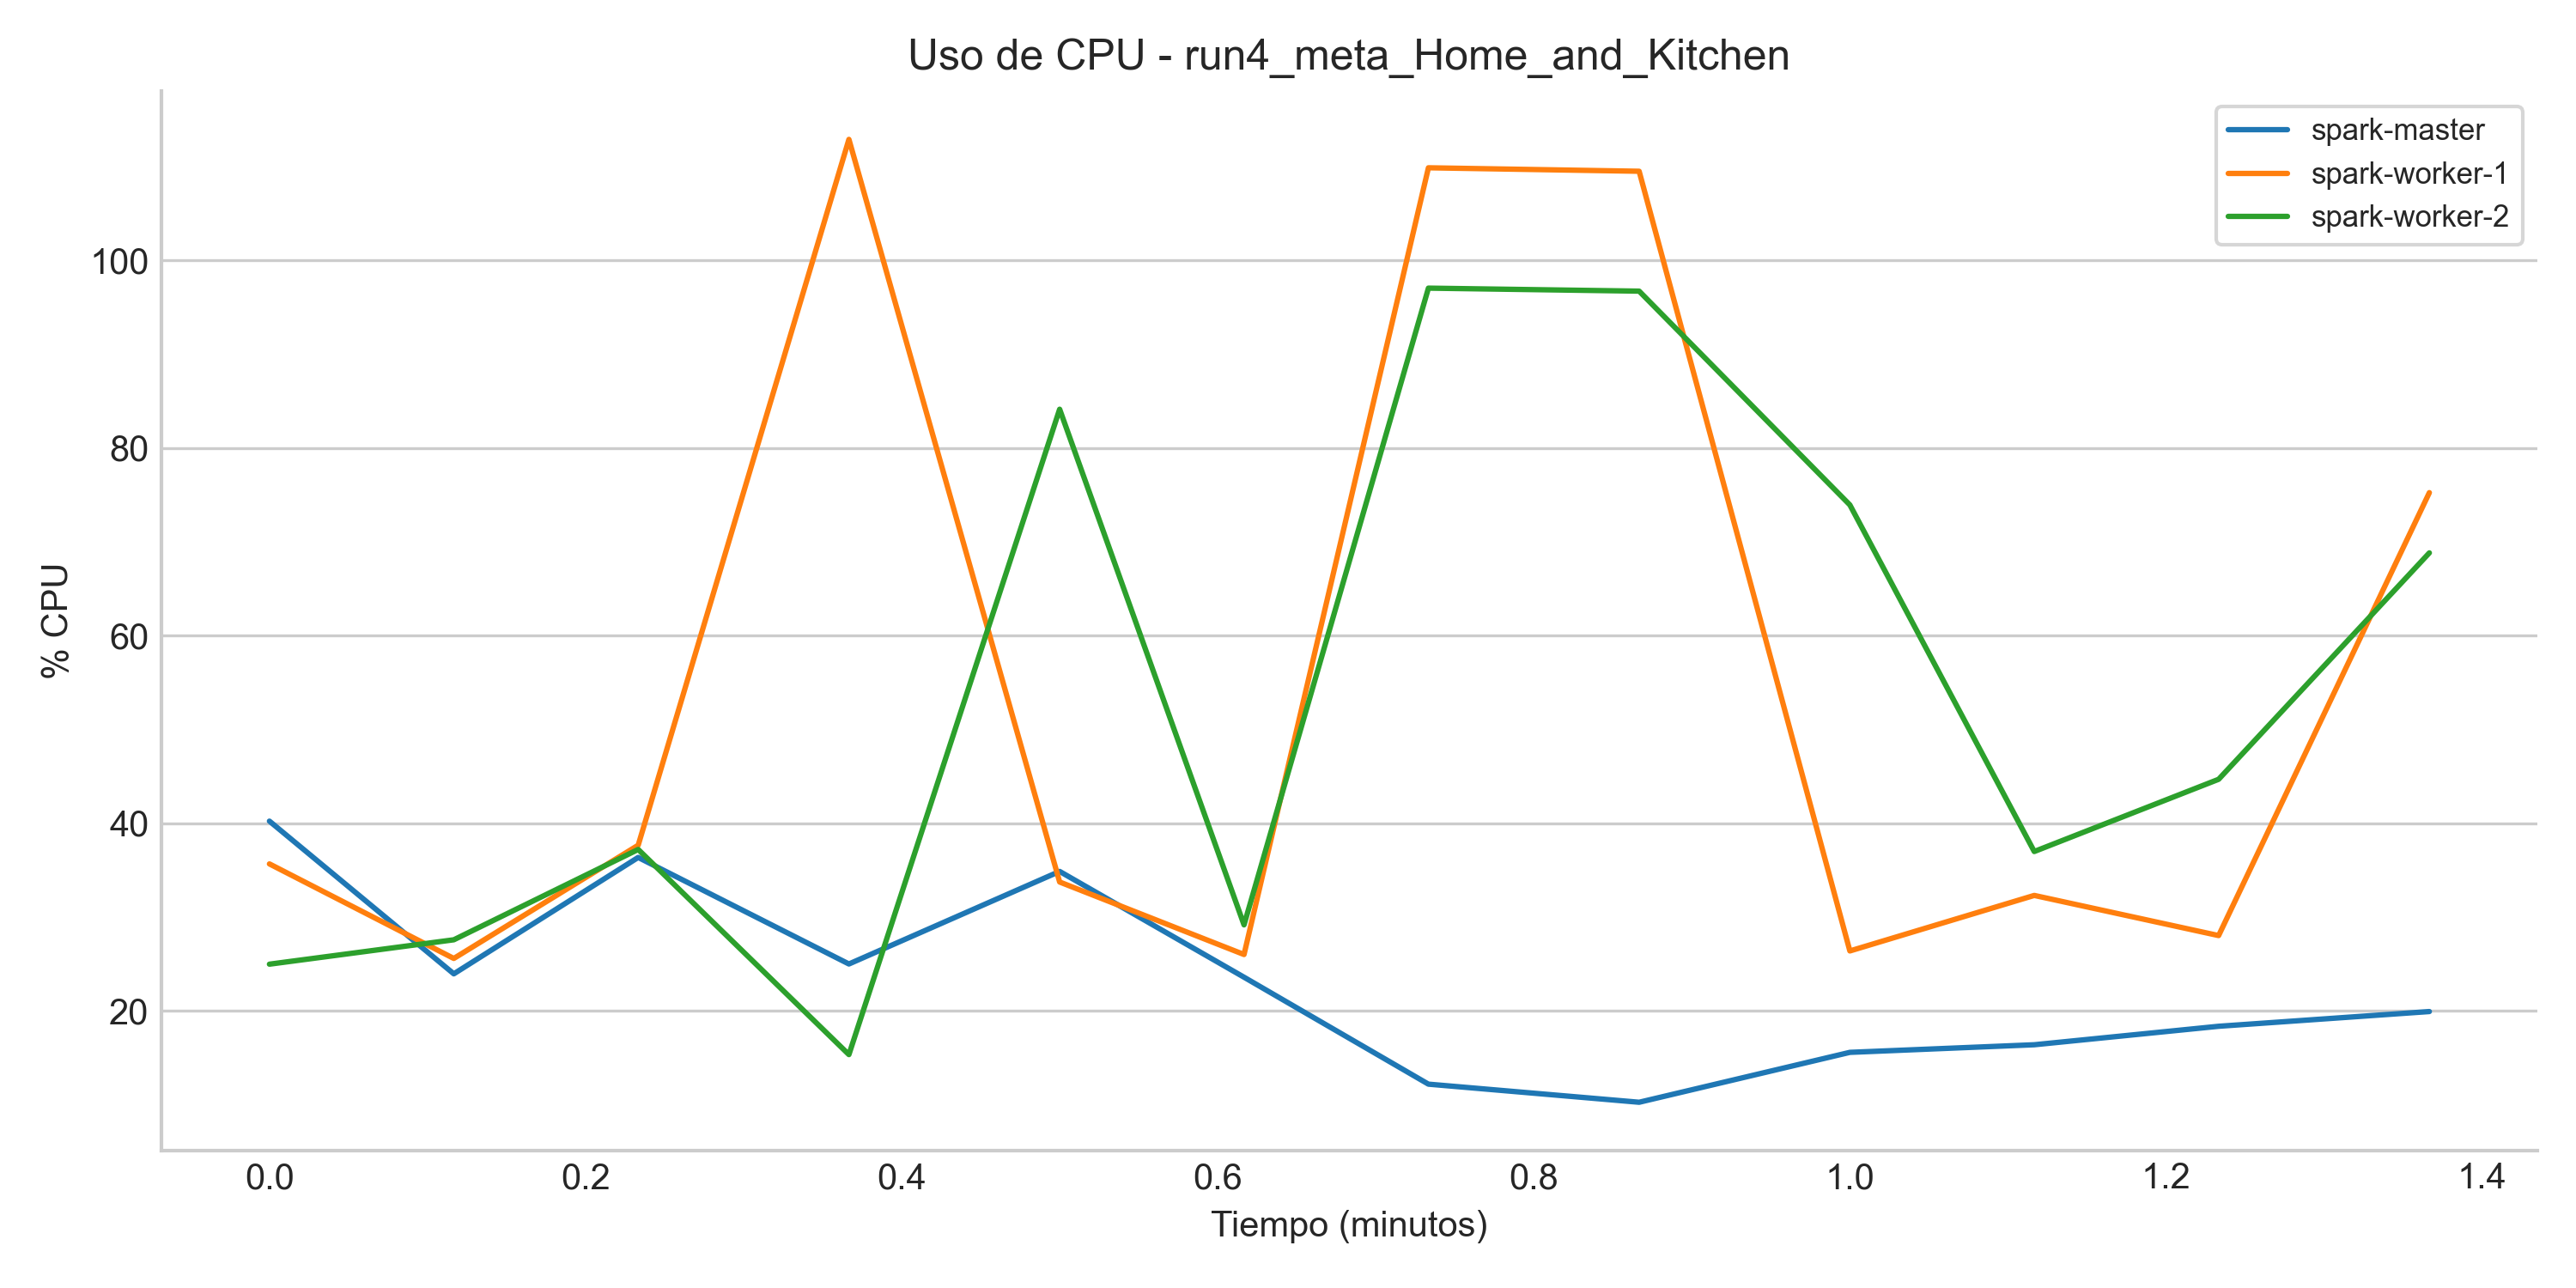 Uso de CPU - run4_meta_Home_and_Kitchen
spark-master
spark-worker-1
spark-worker-2
% CPU
100
80
60
40
20
0.0 0.2 0.4 0.6 0.8 1.0 1.2 1.4
Tiempo (minutos)